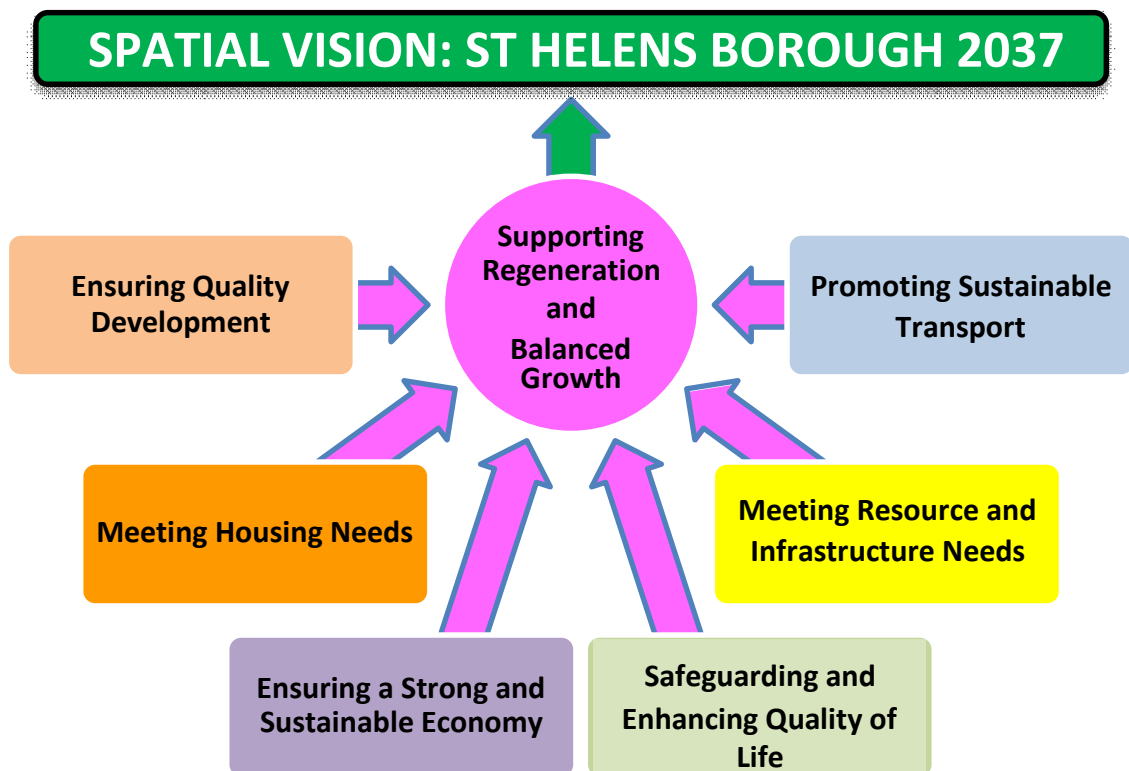 SPATIAL VISION: ST HELENS BOROUGH 2037
Supporting
Regeneration
and
Balanced
Growth
Ensuring Quality
Development
Promoting Sustainable
Transport
Meeting Housing Needs
Meeting Resource and
Infrastructure Needs
Ensuring a Strong and
Sustainable Economy
Safeguarding and
Enhancing Quality of
Life